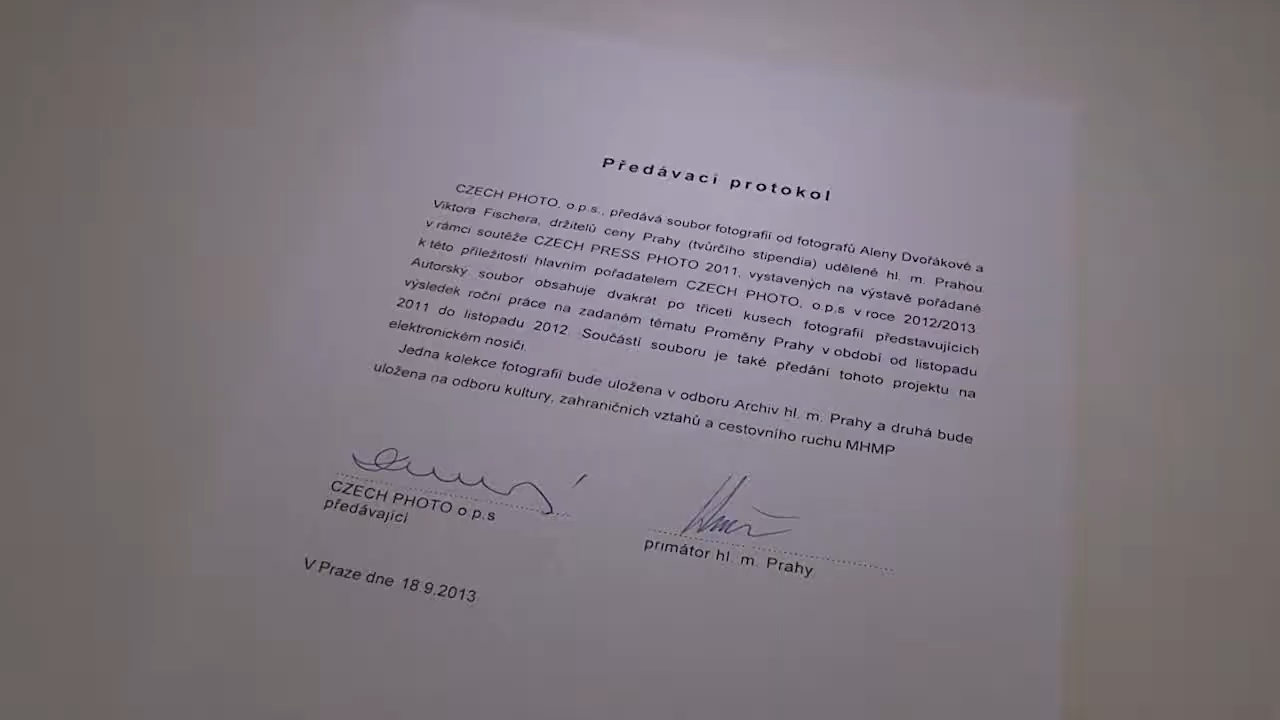 Předávací protokol
CZECH PHOTO, o.p.s., předává soubor fotografií od fotografů Aleny Dvořákové a
Viktora Fischera, držitelů ceny Prahy (tvůrčího stipendia) udělené hl. m. Prahou
v rámci soutěže CZECH PRESS PHOTO 2011, vystavených na výstavě pořádané
k této příležitosti hlavním pořadatelem CZECH PHOTO, o.p.s v roce 2012/2013.
Autorský soubor obsahuje dvakrát po třiceti kusech fotografií představujících
výsledek roční práce na zadaném tématu Proměny Prahy v období od listopadu
2011 do listopadu 2012. Součástí souboru je také předání tohoto projektu na
elektronickém nosiči.
Jedna kolekce fotografií bude uložena v odboru Archiv hl. m. Prahy a druhá bude
uložena na odboru kultury, zahraničních vztahů a cestovního ruchu MHMP
CZECH PHOTO o.p.s
předávající
primátor hl. m. Prahy
V Praze dne 18.9.2013